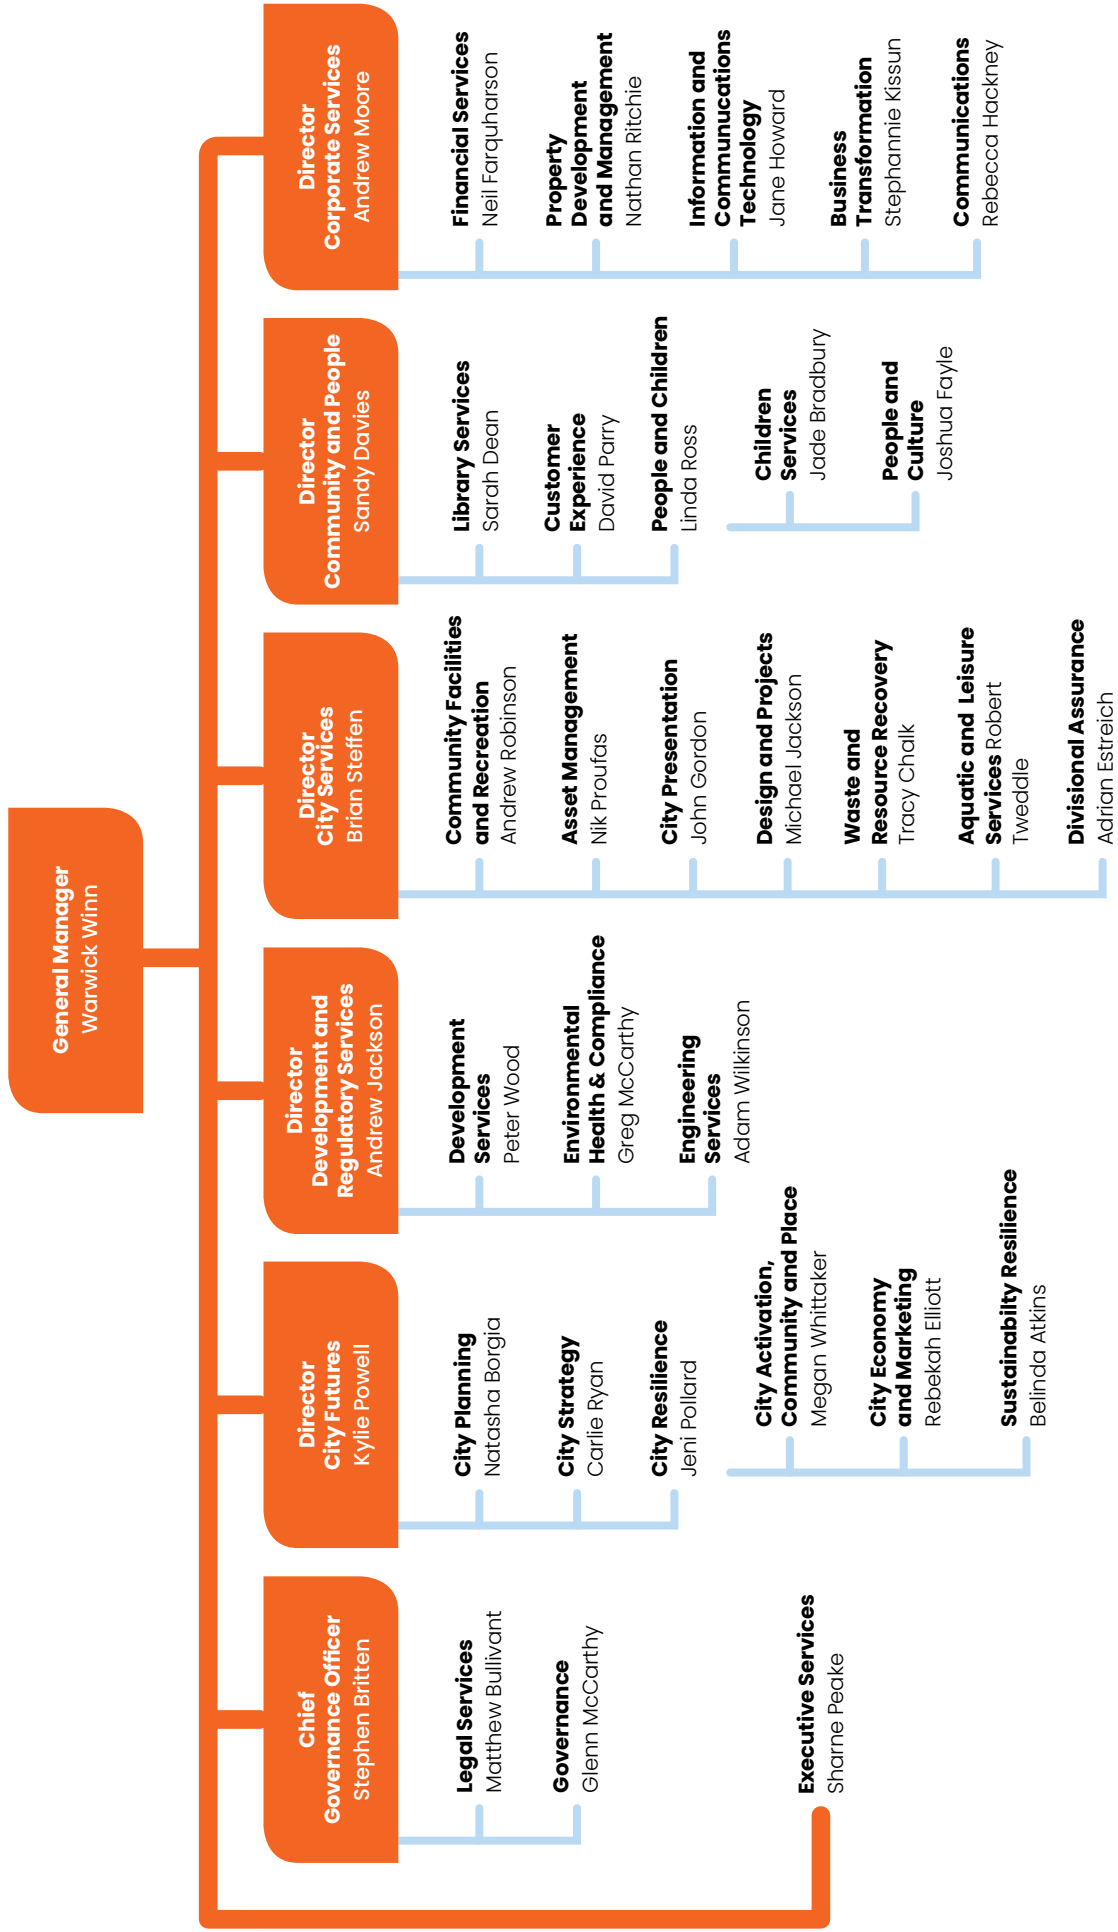 General Manager
Warwick Winn
Chief
Governance Officer
Stephen Britten
Legal Services
Matthew Bullivant
Governance
Glenn McCarthy
Executive Services
Sharne Peake
Director
City Futures
Kylie Powell
City Planning
Natasha Borgia
City Strategy
Carlie Ryan
City Resilience
Jeni Pollard
City Activation,
Community and Place
Megan Whittaker
City Economy
and Marketing
Rebekah Elliott
Sustainabilty Resilience
Belinda Atkins
Director
Development and
Regulatory Services
Andrew Jackson
Development
Services
Peter Wood
Environmental
Health & Compliance
Greg McCarthy
Engineering
Services
Adam Wilkinson
Director
City Services
Brian Steffen
Community Facilities
and Recreation
Andrew Robinson
Asset Management
Nik Proufas
City Presentation
John Gordon
Design and Projects
Michael Jackson
Waste and
Resource Recovery
Tracy Chalk
Aquatic and Leisure
Services Robert
Tweddle
Divisional Assurance
Adrian Estreich
Director
Community and People
Sandy Davies
Library Services
Sarah Dean
Customer
Experience
David Parry
People and Children
Linda Ross
Children
Services
Jade Bradbury
People and
Culture
Joshua Fayle
Director
Corporate Services
Andrew Moore
Financial Services
Neil Farquharson
Property
Development
and Management
Nathan Ritchie
Information and
Communucations
Technology
Jane Howard
Business
Transformation
Stephannie Kissun
Communications
Rebecca Hackney